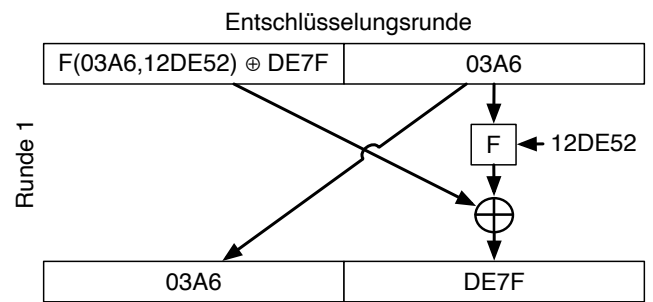 Entschlüsselungsrunde
F(03A6,12DE52) ⊕ DE7F
03A6
Runde 1
F
12DE52
03A6
DE7F